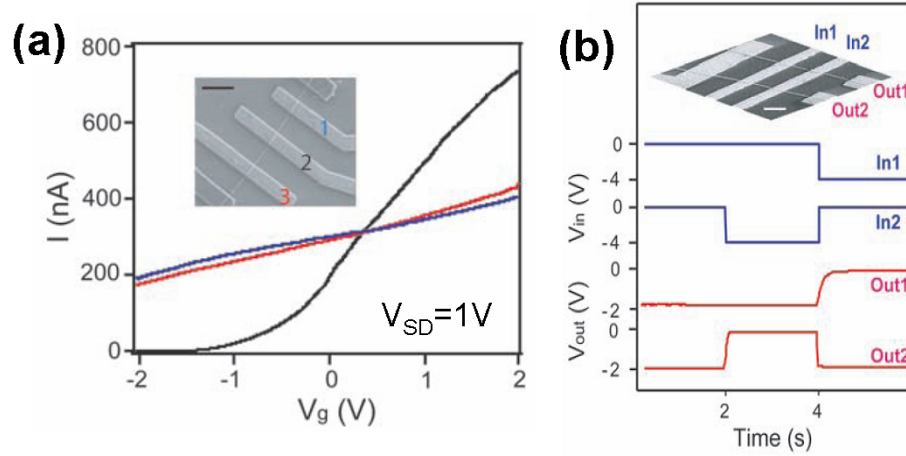 (a)
I (nA)
800
600
400
200
0
1
2
3
V_SD=1V
-2
-1
0
1
2
V_g (V)
(b)
In1
In2
Out1
Out2
V_in (V)
0
-4
In1
0
-4
In2
V_out (V)
0
-2
Out1
0
-2
Out2
2
4
Time (s)